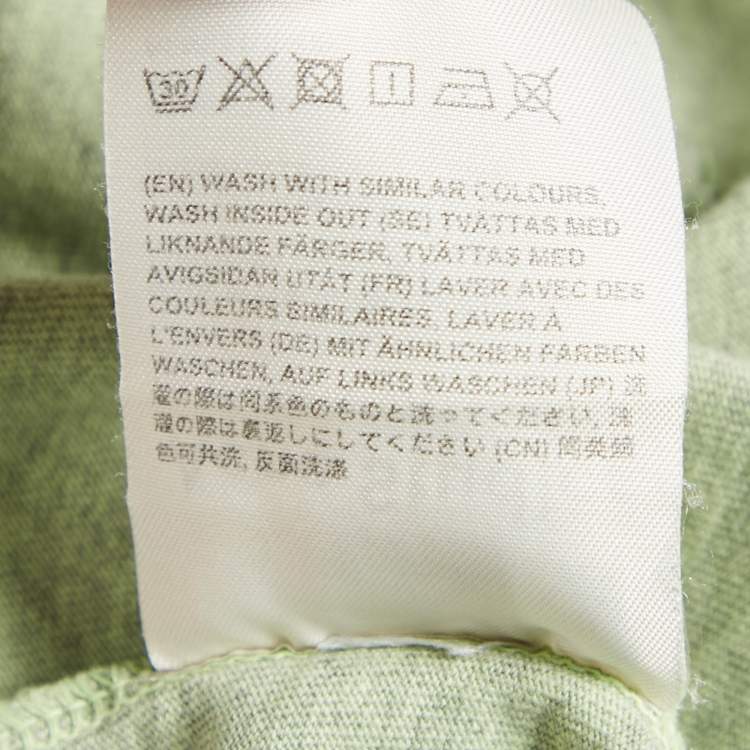 30
(EN) WASH WITH SIMILAR COLOURS,
WASH INSIDE OUT (SE) TVÄTTAS MED
LIKNANDE FÄRGER, TVÄTTAS MED
AVIGSIDAN UTÅT (FR) LAVER AVEC DES
COULEURS SIMILAIRES, LAVER À
L'ENVERS (DE) MIT ÄHNLICHEN FARBEN
WASCHEN, AUF LINKS WASCHEN (JP) 洗
濯の際は同系色のものと洗ってください, 洗
濯の際は裏返しにしてください (CN) 同类颜
色可共洗, 反面洗涤